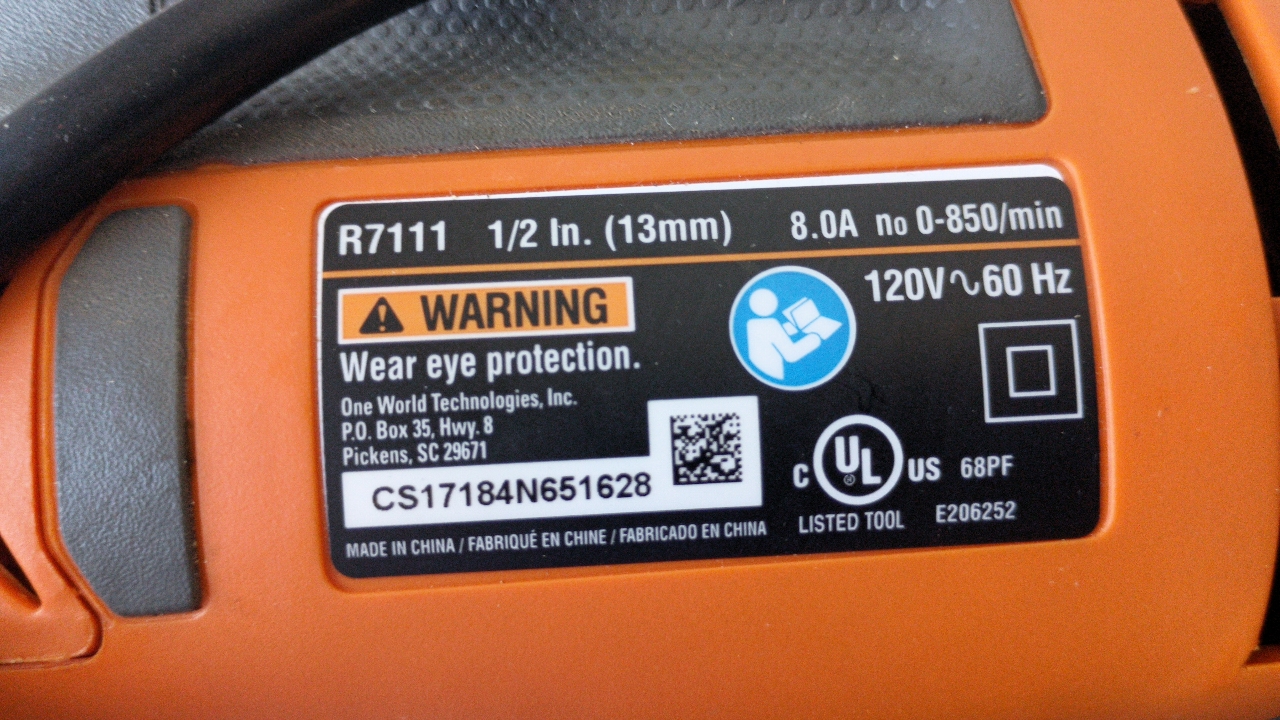 R7111 1/2 In. (13mm) 8.0A no 0-850/min
120V∿60 Hz
WARNING
Wear eye protection.
One World Technologies, Inc.
P.O. Box 35, Hwy. 8
Pickens, SC 29671
CS17184N651628
MADE IN CHINA / FABRIQUÉ EN CHINE / FABRICADO EN CHINA
C UL® US 68PF
LISTED TOOL E206252